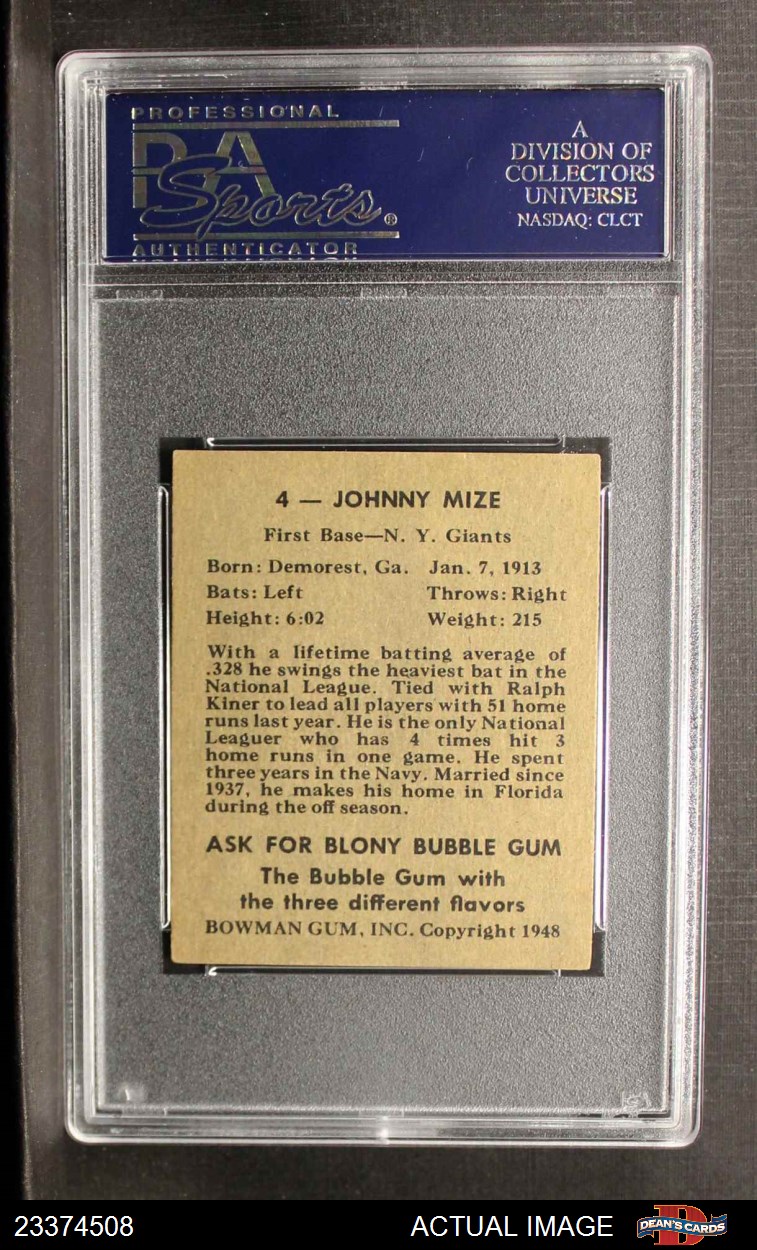 PROFESSIONAL
PSA
Sports®
AUTHENTICATOR
A
DIVISION OF
COLLECTORS
UNIVERSE
NASDAQ: CLCT
4 — JOHNNY MIZE
First Base—N. Y. Giants
Born: Demorest, Ga. Jan. 7, 1913
Bats: Left Throws: Right
Height: 6:02 Weight: 215
With a lifetime batting average of
.328 he swings the heaviest bat in the
National League. Tied with Ralph
Kiner to lead all players with 51 home
runs last year. He is the only National
Leaguer who has 4 times hit 3
home runs in one game. He spent
three years in the Navy. Married since
1937, he makes his home in Florida
during the off season.
ASK FOR BLONY BUBBLE GUM
The Bubble Gum with
the three different flavors
BOWMAN GUM, INC. Copyright 1948
23374508
ACTUAL IMAGE
DEAN'S CARDS